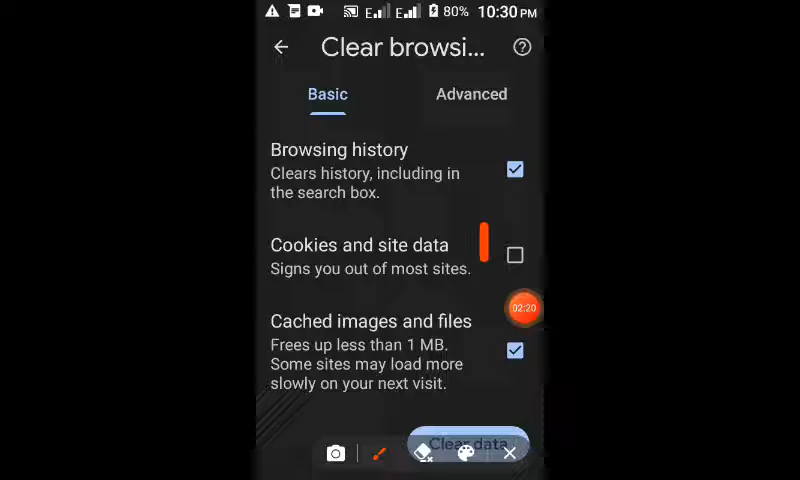 E E 80% 10:30 PM
Clear browsi...
Basic Advanced
Browsing history
Clears history, including in
the search box.
Cookies and site data
Signs you out of most sites.
02:20
Cached images and files
Frees up less than 1 MB.
Some sites may load more
slowly on your next visit.
Clear data